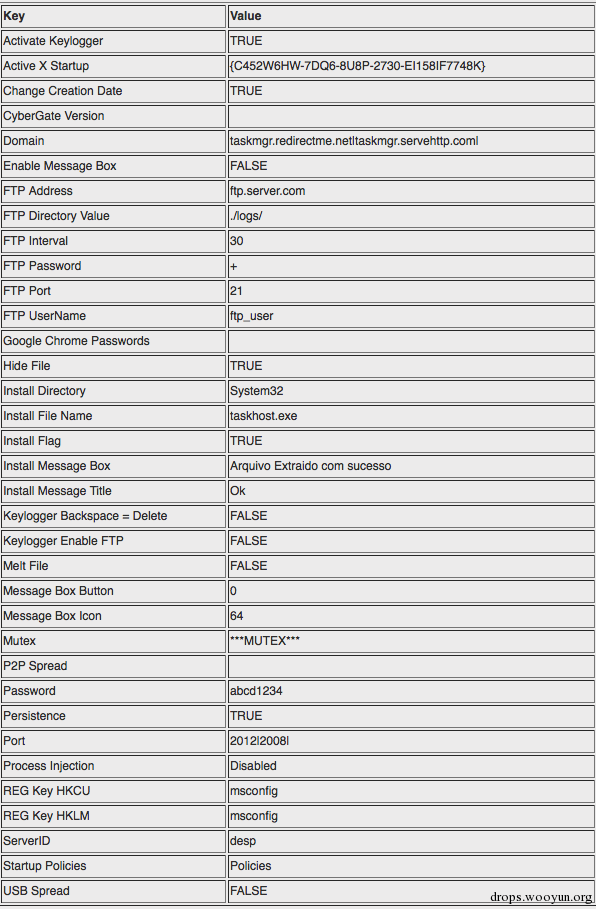 Key Value
Activate Keylogger TRUE
Active X Startup {C452W6HW-7DQ6-8U8P-2730-EI158IF7748K}
Change Creation Date TRUE
CyberGate Version
Domain taskmgr.redirectme.net|taskmgr.servehttp.com|
Enable Message Box FALSE
FTP Address ftp.server.com
FTP Directory Value ./logs/
FTP Interval 30
FTP Password +
FTP Port 21
FTP UserName ftp_user
Google Chrome Passwords
Hide File TRUE
Install Directory System32
Install File Name taskhost.exe
Install Flag TRUE
Install Message Box Arquivo Extraido com sucesso
Install Message Title Ok
Keylogger Backspace = Delete FALSE
Keylogger Enable FTP FALSE
Melt File FALSE
Message Box Button 0
Message Box Icon 64
Mutex ***MUTEX***
P2P Spread
Password abcd1234
Persistence TRUE
Port 2012|2008|
Process Injection Disabled
REG Key HKCU msconfig
REG Key HKLM msconfig
ServerID desp
Startup Policies Policies
USB Spread FALSE
drops.wooyun.org